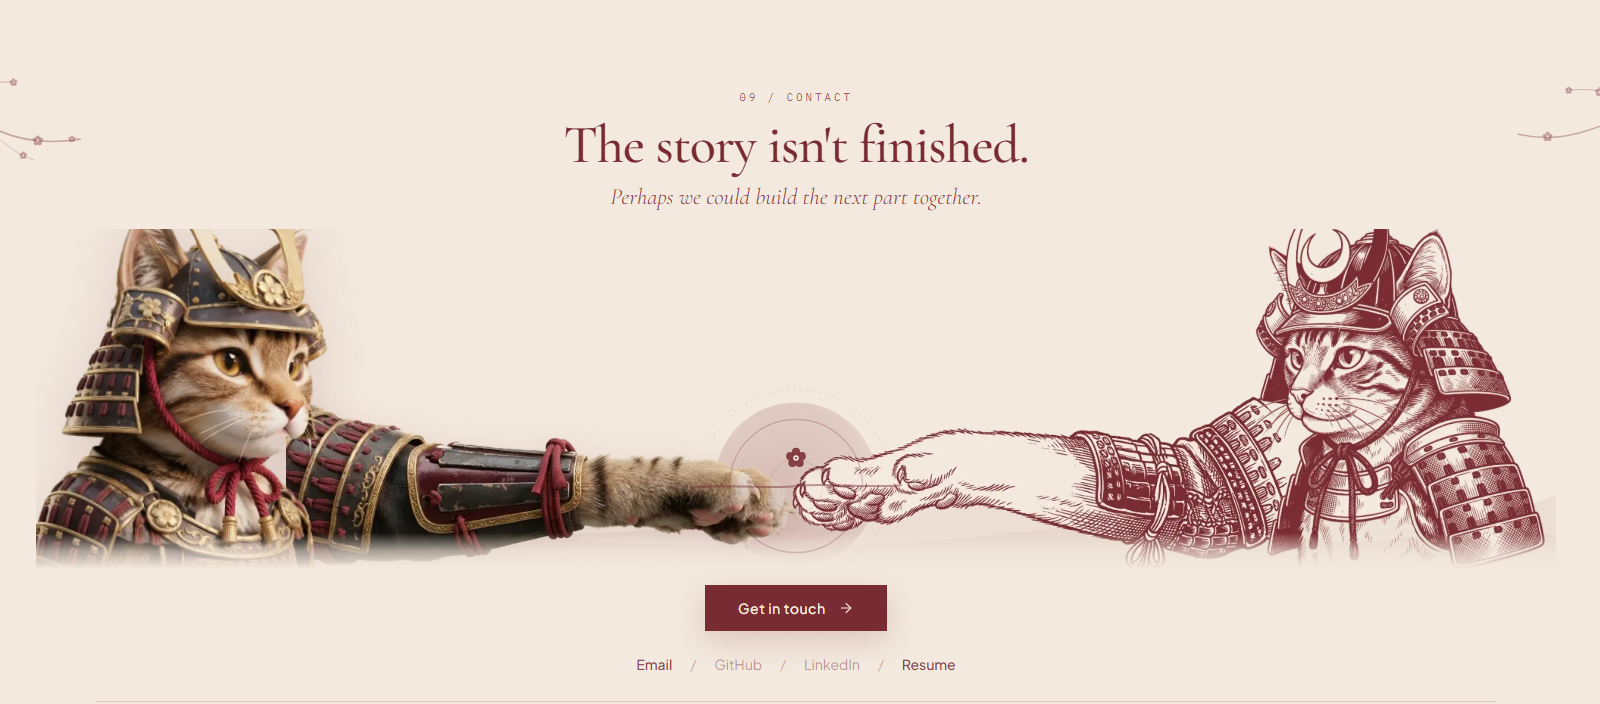 09 / CONTACT
The story isn't finished.
Perhaps we could build the next part together.
Get in touch →
Email / GitHub / LinkedIn / Resume